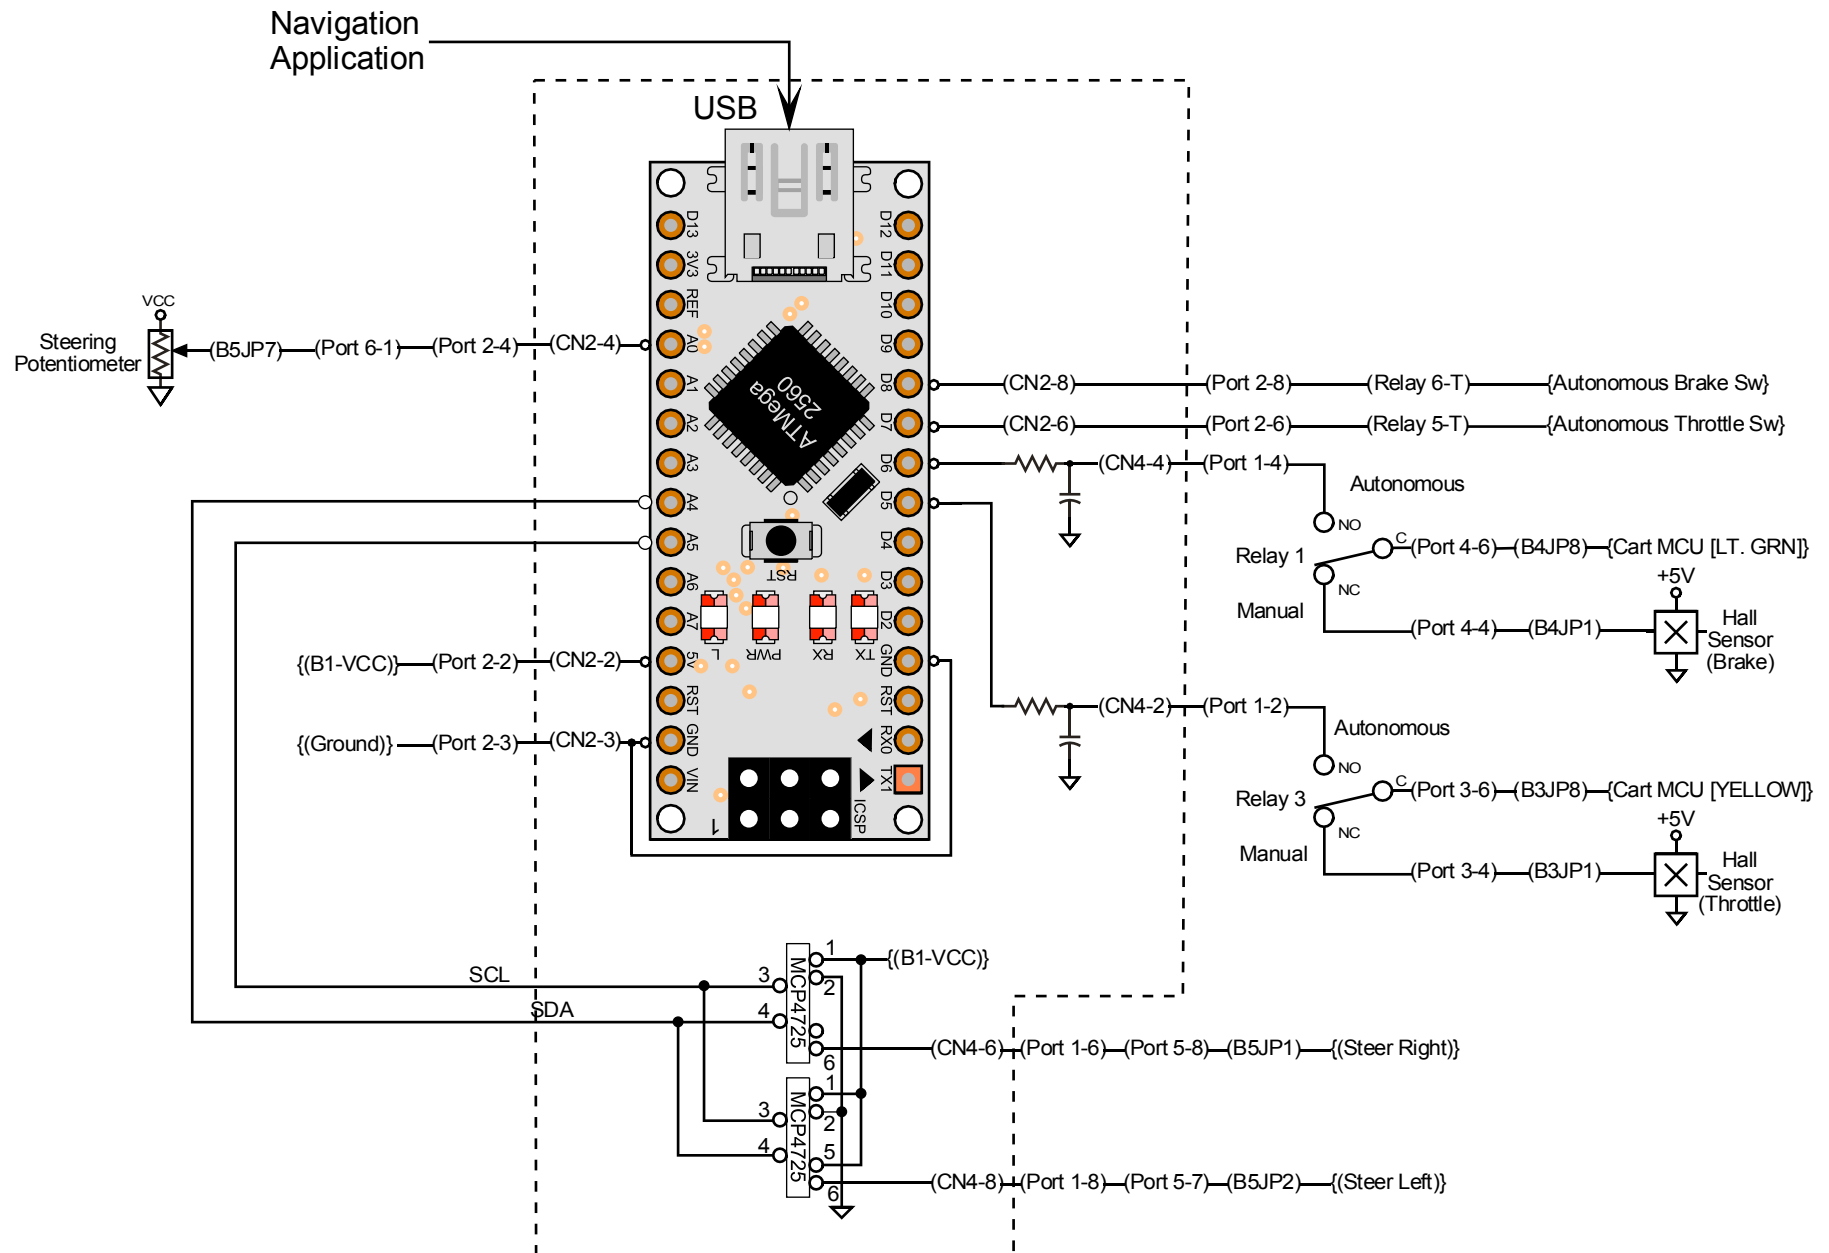 Navigation
Application
USB
D13
3V3
REF
A0
A1
A2
A3
A4
A5
A6
A7
5V
RST
GND
VIN
D12
D11
D10
D9
D8
D7
D6
D5
D4
D3
D2
GND
RST
RX0
TX1
ATMega
2560
RST
L
PWR
RX
TX
1
ICSP
VCC
Steering
Potentiometer
(B5JP7)
(Port 6-1)
(Port 2-4)
(CN2-4)
{(B1-VCC)}
(Port 2-2)
(CN2-2)
{(Ground)}
(Port 2-3)
(CN2-3)
(CN2-8)
(Port 2-8)
(Relay 6-T)
{Autonomous Brake Sw}
(CN2-6)
(Port 2-6)
(Relay 5-T)
{Autonomous Throttle Sw}
(CN4-4)
(Port 1-4)
Autonomous
NO
Relay 1
C
(Port 4-6)
(B4JP8)
{Cart MCU [LT. GRN]}
NC
Manual
+5V
(Port 4-4)
(B4JP1)
Hall
Sensor
(Brake)
(CN4-2)
(Port 1-2)
Autonomous
NO
Relay 3
C
(Port 3-6)
(B3JP8)
{Cart MCU [YELLOW]}
NC
Manual
+5V
(Port 3-4)
(B3JP1)
Hall
Sensor
(Throttle)
SCL
SDA
MCP4725
1
2
3
4
6
{(B1-VCC)}
(CN4-6)
(Port 1-6)
(Port 5-8)
(B5JP1)
{(Steer Right)}
MCP4725
1
2
3
4
5
6
(CN4-8)
(Port 1-8)
(Port 5-7)
(B5JP2)
{(Steer Left)}